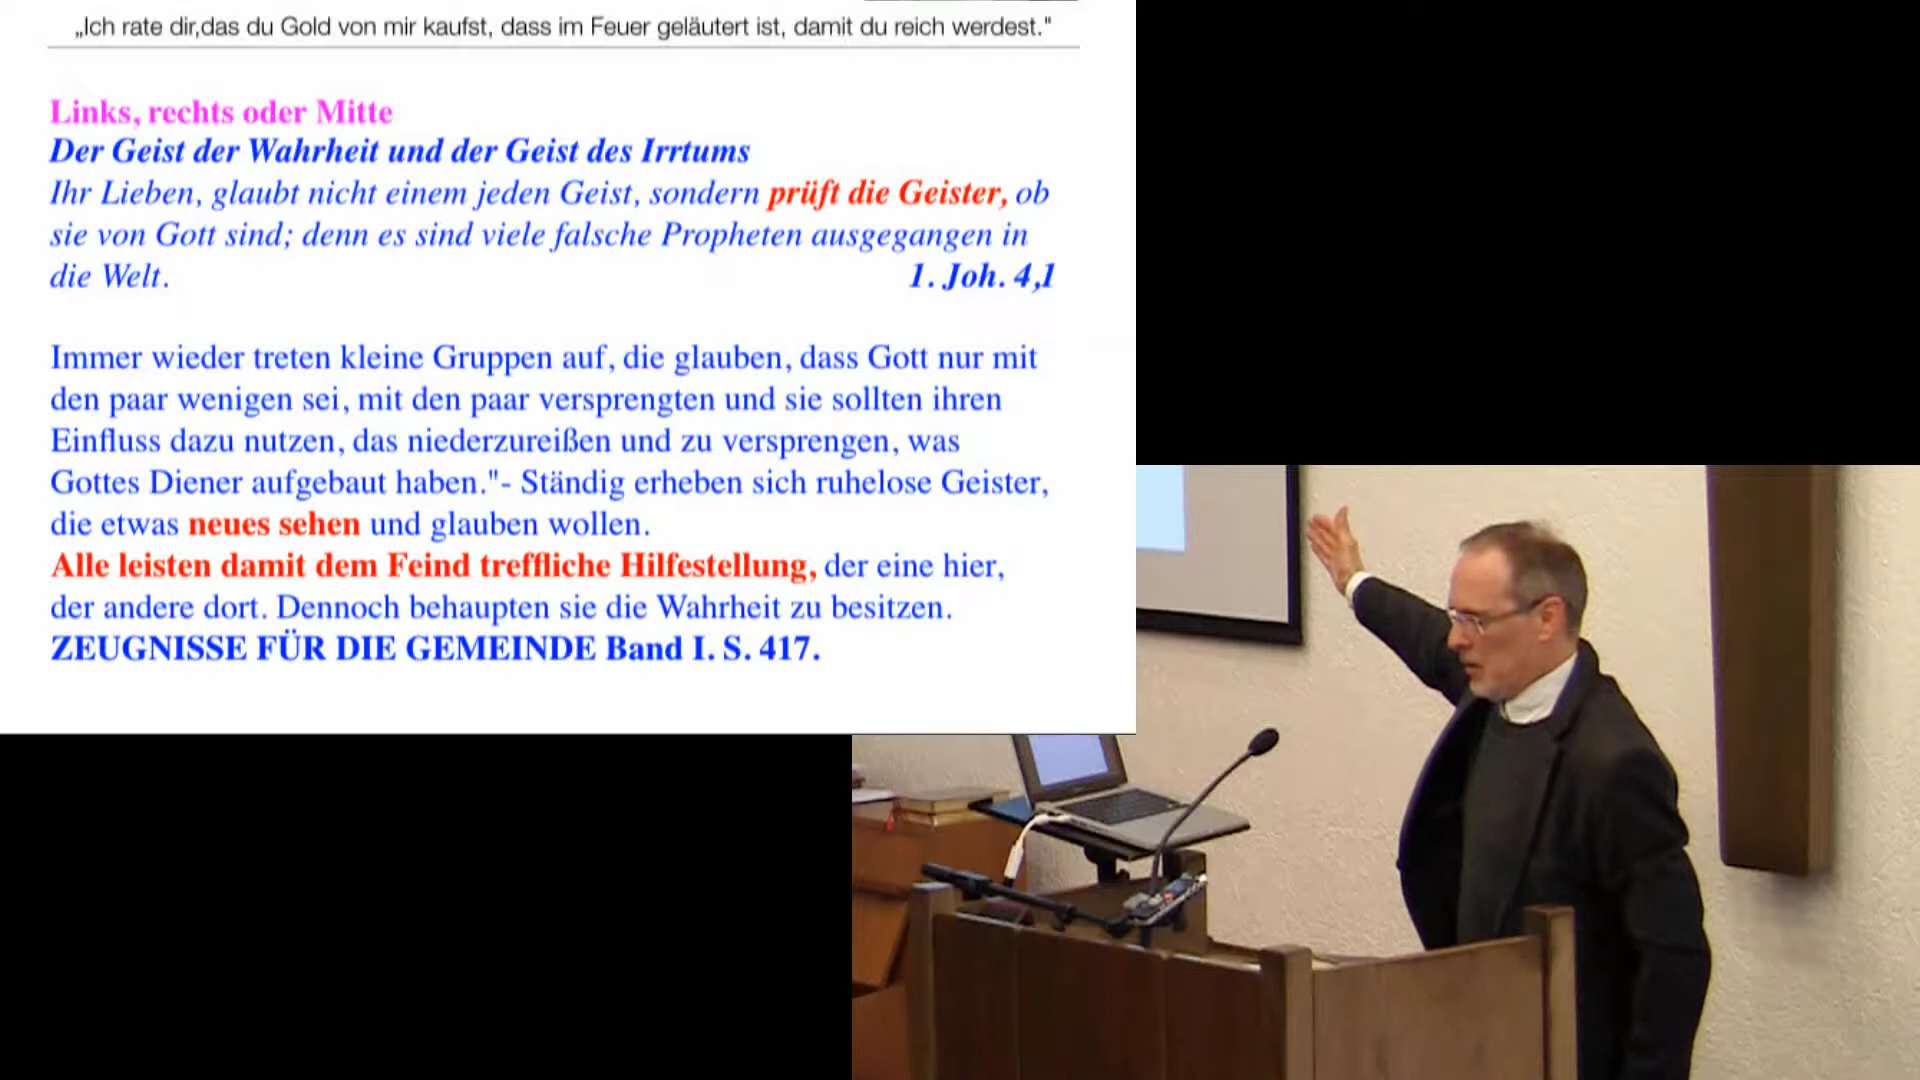 „Ich rate dir,das du Gold von mir kaufst, dass im Feuer geläutert ist, damit du reich werdest."
Links, rechts oder Mitte
Der Geist der Wahrheit und der Geist des Irrtums
Ihr Lieben, glaubt nicht einem jeden Geist, sondern prüft die Geister, ob
sie von Gott sind; denn es sind viele falsche Propheten ausgegangen in
die Welt. 1. Joh. 4,1
Immer wieder treten kleine Gruppen auf, die glauben, dass Gott nur mit
den paar wenigen sei, mit den paar versprengten und sie sollten ihren
Einfluss dazu nutzen, das niederzureißen und zu versprengen, was
Gottes Diener aufgebaut haben."- Ständig erheben sich ruhelose Geister,
die etwas neues sehen und glauben wollen.
Alle leisten damit dem Feind treffliche Hilfestellung, der eine hier,
der andere dort. Dennoch behaupten sie die Wahrheit zu besitzen.
ZEUGNISSE FÜR DIE GEMEINDE Band I. S. 417.